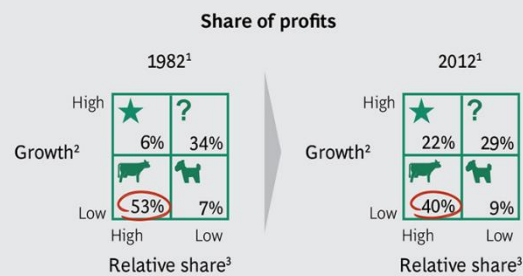 Share of profits
1982¹
2012¹
High
?
6%
34%
Growth²
53%
7%
Low
High
Low
Relative share³
High
?
22%
29%
Growth²
40%
9%
Low
High
Low
Relative share³